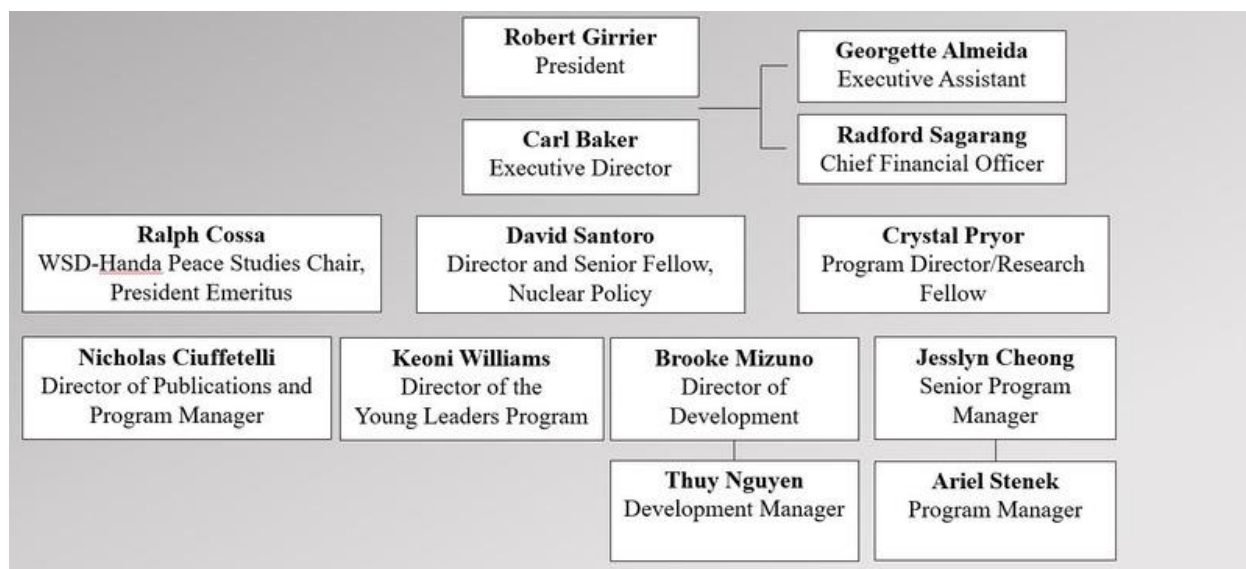 Robert Girrier
President
Georgette Almeida
Executive Assistant
Carl Baker
Executive Director
Radford Sagarang
Chief Financial Officer
Ralph Cossa
WSD-Handa Peace Studies Chair,
President Emeritus
David Santoro
Director and Senior Fellow,
Nuclear Policy
Crystal Pryor
Program Director/Research
Fellow
Nicholas Ciuffetelli
Director of Publications and
Program Manager
Keoni Williams
Director of the
Young Leaders Program
Brooke Mizuno
Director of
Development
Jesslyn Cheong
Senior Program
Manager
Thuy Nguyen
Development Manager
Ariel Stenek
Program Manager